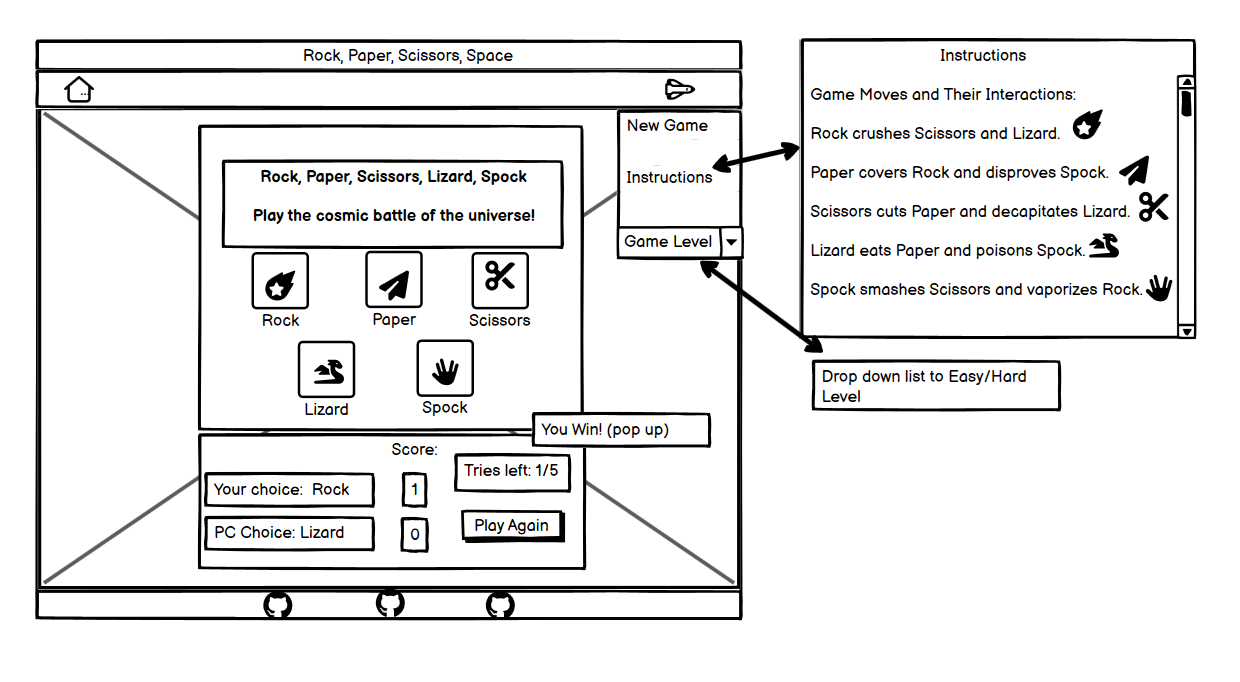 Rock, Paper, Scissors, Space
New Game
Instructions
Game Level
Rock, Paper, Scissors, Lizard, Spock
Play the cosmic battle of the universe!
Rock
Paper
Scissors
Lizard
Spock
You Win! (pop up)
Score:
Tries left: 1/5
Your choice: Rock
1
PC Choice: Lizard
0
Play Again
Instructions
Game Moves and Their Interactions:
Rock crushes Scissors and Lizard.
Paper covers Rock and disproves Spock.
Scissors cuts Paper and decapitates Lizard.
Lizard eats Paper and poisons Spock.
Spock smashes Scissors and vaporizes Rock.
Drop down list to Easy/Hard
Level